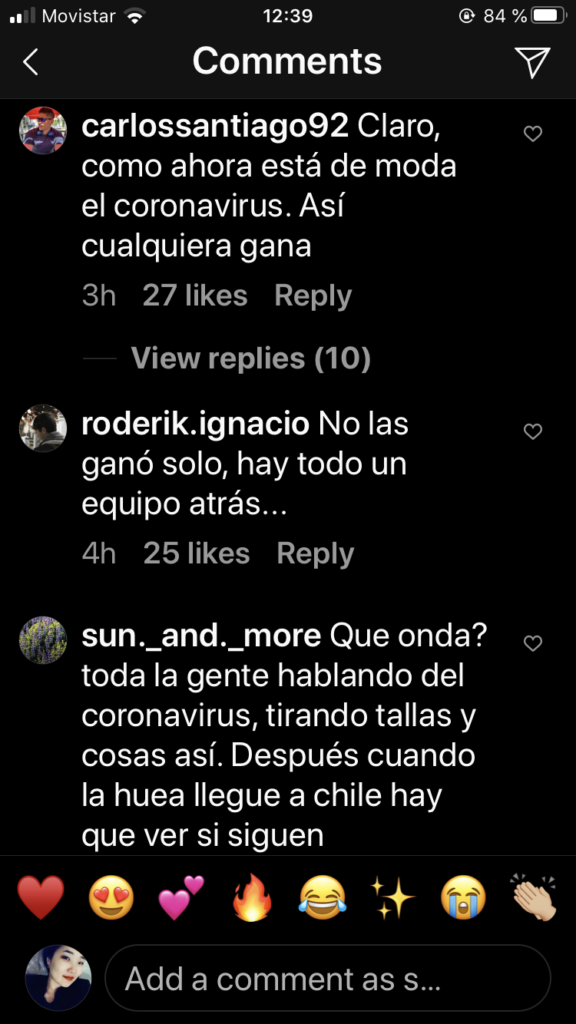 Movistar 12:39 84 %
Comments
carlossantiago92 Claro,
como ahora está de moda
el coronavirus. Así
cualquiera gana
3h 27 likes Reply
View replies (10)
roderik.ignacio No las
ganó solo, hay todo un
equipo atrás...
4h 25 likes Reply
sun._and._more Que onda?
toda la gente hablando del
coronavirus, tirando tallas y
cosas así. Después cuando
la huea llegue a chile hay
que ver si siguen
Add a comment as s...